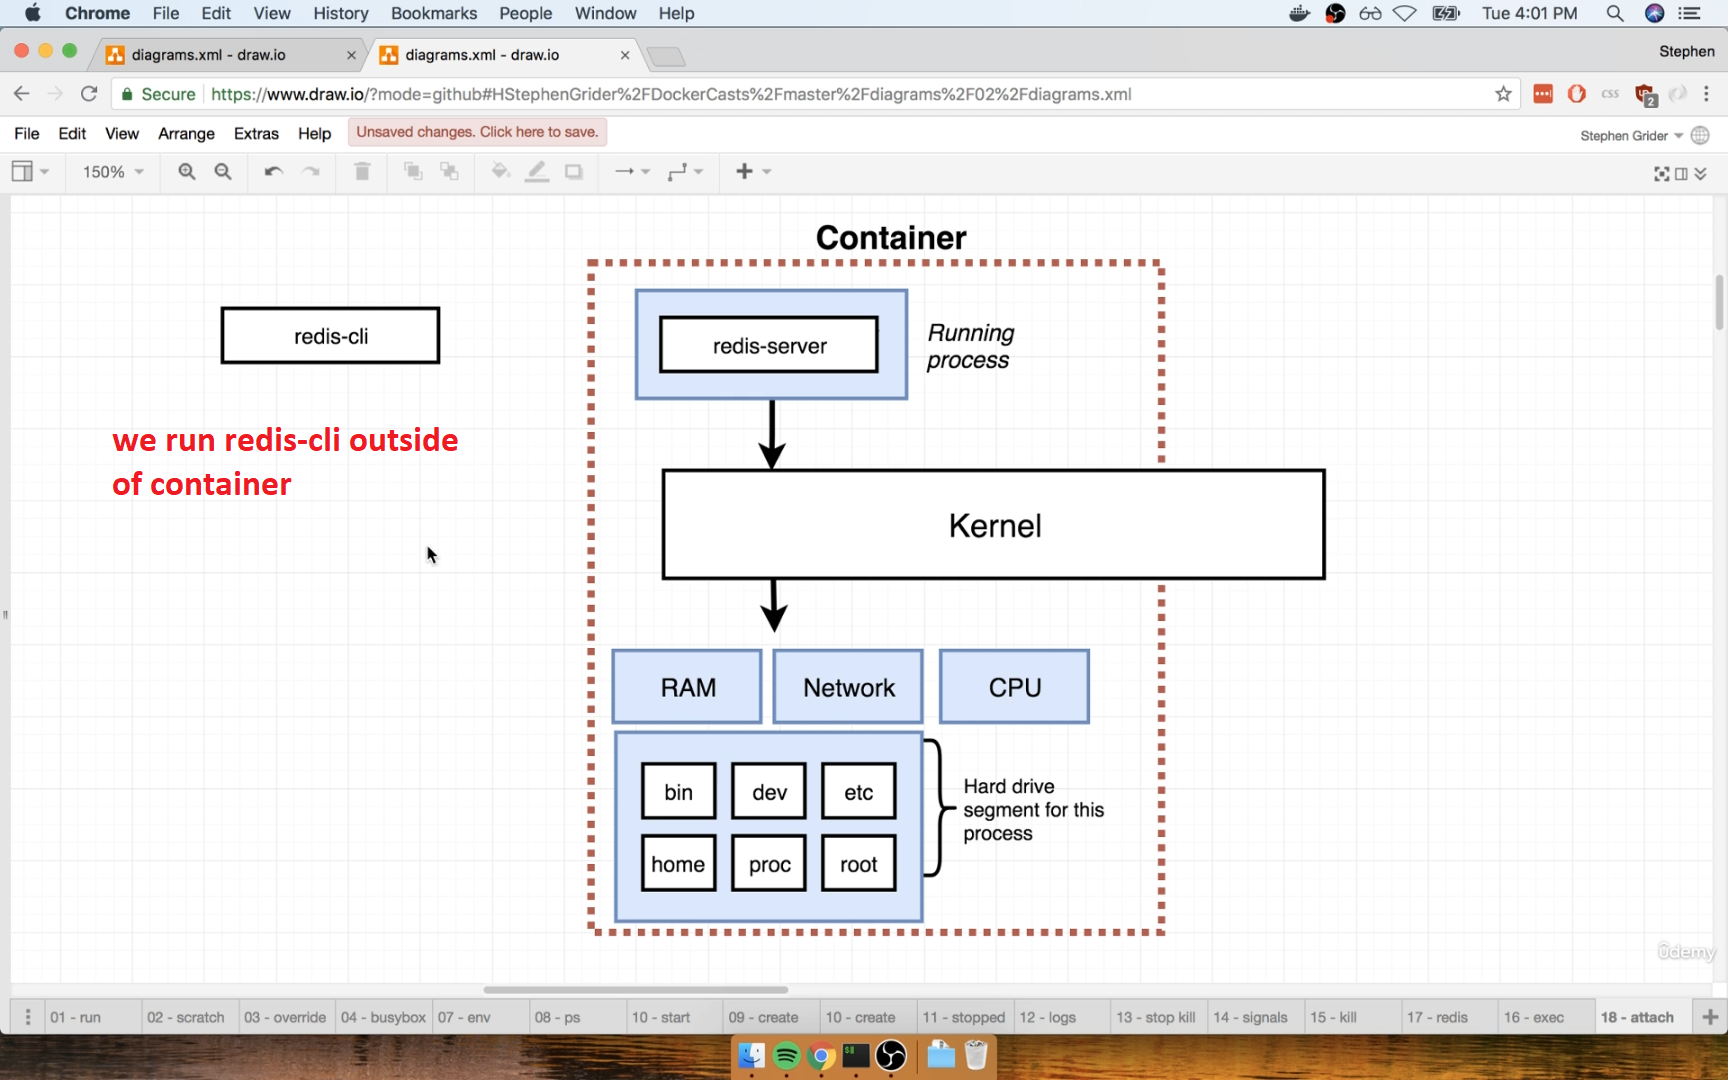 Chrome File Edit View History Bookmarks People Window Help Tue 4:01 PM
diagrams.xml - draw.io diagrams.xml - draw.io Stephen
Secure https://www.draw.io/?mode=github#HStephenGrider%2FDockerCasts%2Fmaster%2Fdiagrams%2F02%2Fdiagrams.xml css 2
File Edit View Arrange Extras Help Unsaved changes. Click here to save. Stephen Grider
150%
Container
redis-cli
redis-server
Running
process
we run redis-cli outside
of container
Kernel
RAM Network CPU
bin dev etc
home proc root
Hard drive
segment for this
process
ûdemy
01 - run 02 - scratch 03 - override 04 - busybox 07 - env 08 - ps 10 - start 09 - create 10 - create 11 - stopped 12 - logs 13 - stop kill 14 - signals 15 - kill 17 - redis 16 - exec 18 - attach